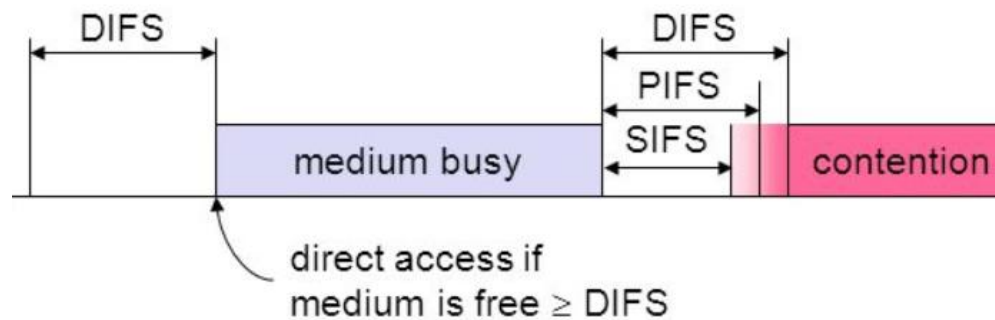 DIFS
DIFS
PIFS
medium busy
SIFS
contention
direct access if
medium is free ≥ DIFS